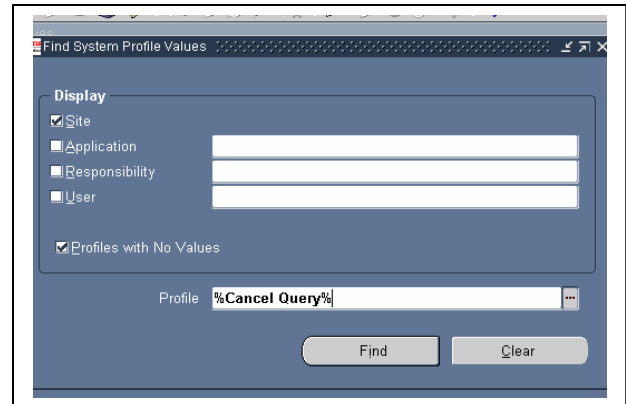 Find System Profile Values
Display
Site
Application
Responsibility
User
Profiles with No Values
Profile %Cancel Query%
Find Clear